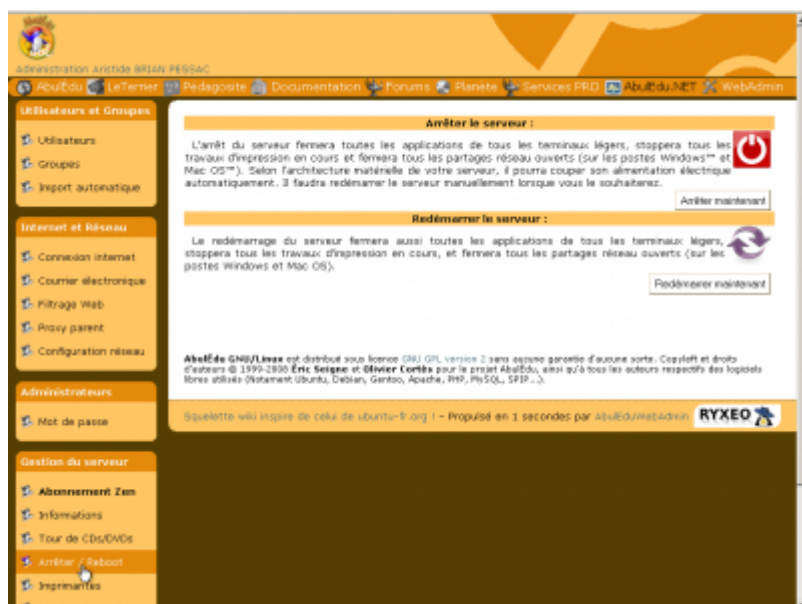 AbulEdu
Administration Aristide BRIAN PESSAC
AbulEdu LeTerrier Pedagosite Documentation Forums Planete Services PRO AbulEdu.NET WebAdmin
Utilisateurs et Groupes
Utilisateurs
Groupes
Import automatique
Internet et Réseau
Connexion internet
Courrier électronique
Filtrage Web
Proxy parent
Configuration réseau
Administrateurs
Mot de passe
Gestion du serveur
Abonnement Zen
Informations
Tour de CDs/DVDs
Arrêter / Reboot
Imprimantes
Arrêter le serveur :
L'arrêt du serveur fermera toutes les applications de tous les terminaux légers, stoppera tous les
travaux d'impression en cours et fermera tous les partages réseau ouverts (sur les postes Windows™ et
Mac OS™). Selon l'architecture matérielle de votre serveur, il pourra couper son alimentation électrique
automatiquement. Il faudra redémarrer le serveur manuellement lorsque vous le souhaiterez.
Arrêter maintenant
Redémarrer le serveur :
Le redémarrage du serveur fermera aussi toutes les applications de tous les terminaux légers,
stoppera tous les travaux d'impression en cours, et fermera tous les partages réseau ouverts (sur les
postes Windows et Mac OS).
Redémarrer maintenant
AbulÉdu GNU/Linux est distribué sous licence GNU GPL version 2 sans aucune garantie d'aucune sorte. Copyleft et droits
d'auteurs © 1999-2006 Éric Seigne et Olivier Cortès pour le projet AbulÉdu, ainsi qu'à tous les auteurs respectifs des logiciels
libres utilisés (Notament Ubuntu, Debian, Gentoo, Apache, PHP, MySQL, SPIP...).
Squelette wiki inspire de celui de ubuntu-fr.org ! - Propulsé en 1 secondes par AbulEduWebAdmin RYXEO